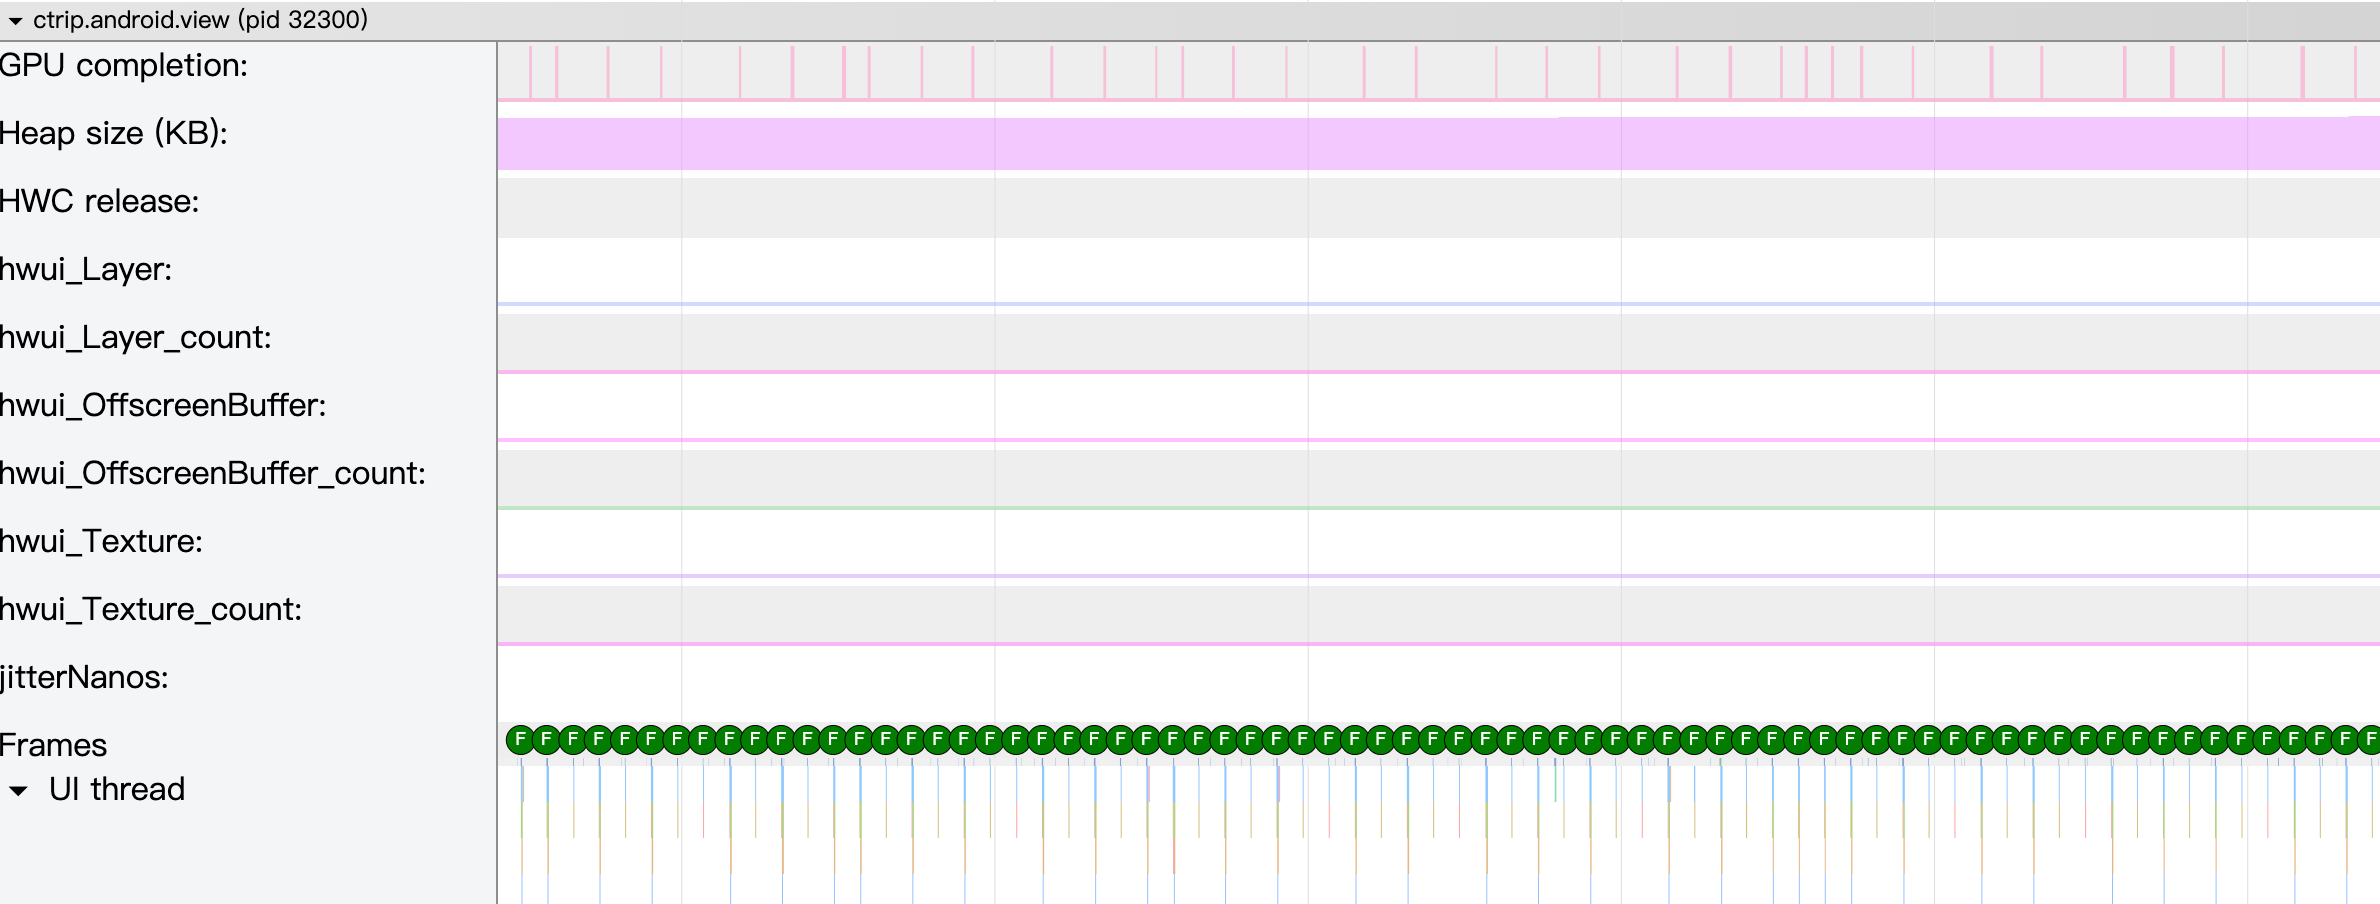 ctrip.android.view (pid 32300)
GPU completion:
Heap size (KB):
HWC release:
hwui_Layer:
hwui_Layer_count:
hwui_OffscreenBuffer:
hwui_OffscreenBuffer_count:
hwui_Texture:
hwui_Texture_count:
jitterNanos:
Frames F F F F F F F F F F F F F F F F F F F F F F F F F F F F F F F F F F F F F F F F F F F F F F F F F F F F F F F F F F F F F F F F F F F F F F F F
UI thread